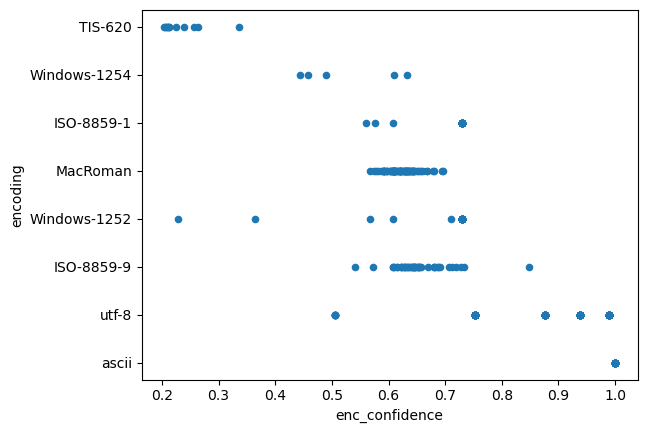 TIS-620
Windows-1254
ISO-8859-1
MacRoman
Windows-1252
ISO-8859-9
utf-8
ascii
encoding
0.2 0.3 0.4 0.5 0.6 0.7 0.8 0.9 1.0
enc_confidence